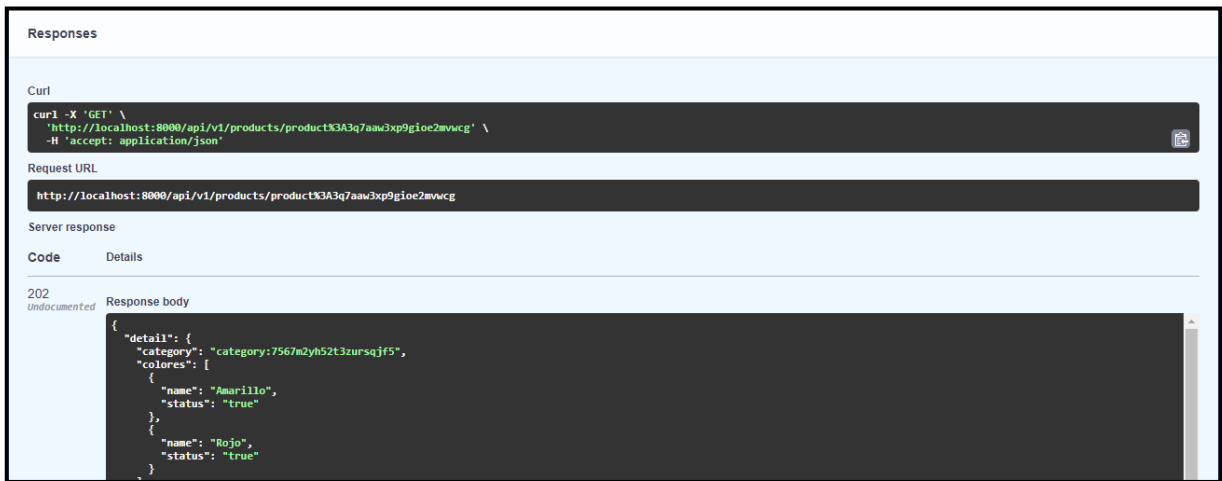 Responses
Curl
curl -X 'GET' \
'http://localhost:8000/api/v1/products/product%3A3q7aaw3xp9gioe2mvwcg' \
-H 'accept: application/json'
Request URL
http://localhost:8000/api/v1/products/product%3A3q7aaw3xp9gioe2mvwcg
Server response
Code Details
202
Undocumented
Response body
{
"detail": {
"category": "category:7567m2yh52t3zursqjf5",
"colores": [
{
"name": "Amarillo",
"status": "true"
},
{
"name": "Rojo",
"status": "true"
}